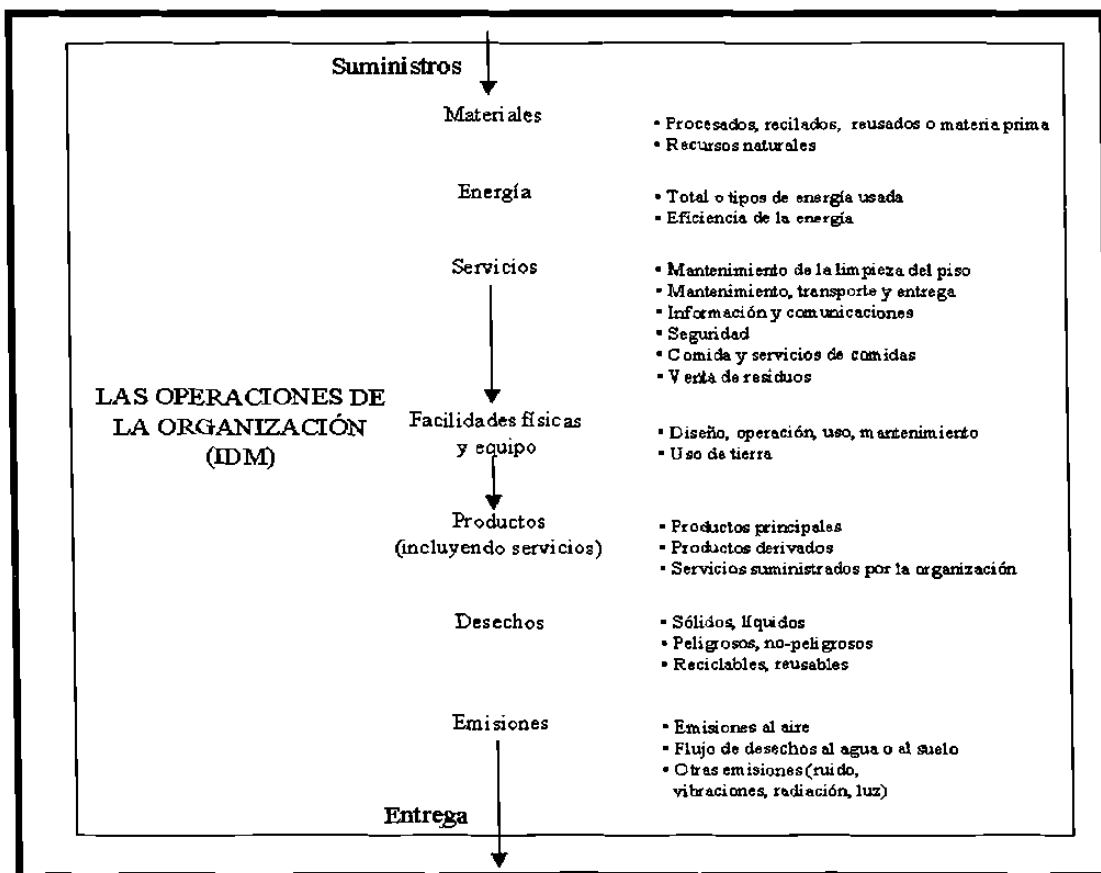 Suministros
Materiales
▪ Procesados, recilados, reusados o materia prima
▪ Recursos naturales
Energía
▪ Total o tipos de energía usada
▪ Eficiencia de la energía
Servicios
▪ Mantenimiento de la limpieza del piso
▪ Mantenimiento, transporte y entrega
▪ Información y comunicaciones
▪ Seguridad
▪ Comida y servicios de comidas
▪ Venta de residuos
LAS OPERACIONES DE
LA ORGANIZACIÓN
(IDM)
Facilidades físicas
y equipo
▪ Diseño, operación, uso, mantenimiento
▪ Uso de tierra
Productos
(incluyendo servicios)
▪ Productos principales
▪ Productos derivados
▪ Servicios suministrados por la organización
Desechos
▪ Sólidos, líquidos
▪ Peligrosos, no-peligrosos
▪ Reciclables, reusables
Emisiones
▪ Emisiones al aire
▪ Flujo de desechos al agua o al suelo
▪ Otras emisiones (ruido,
vibraciones, radiación, luz)
Entrega